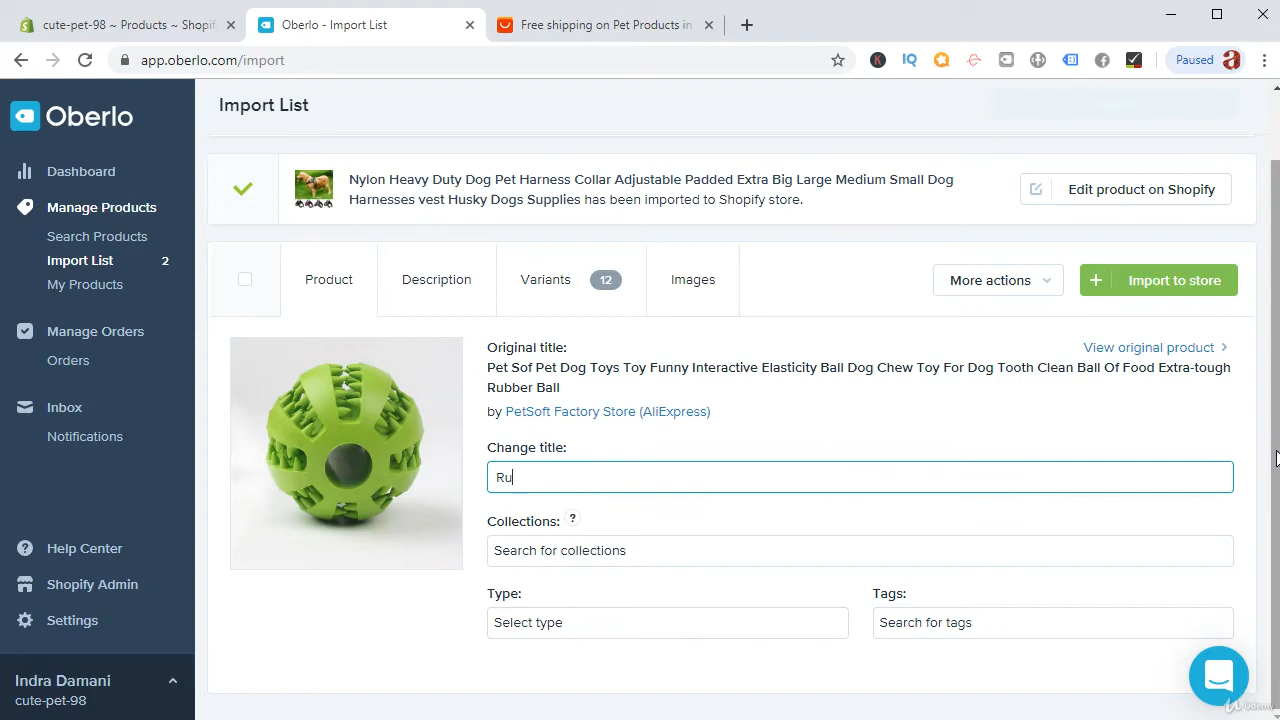 cute-pet-98 ~ Products ~ Shopif
Oberlo - Import List
Free shipping on Pet Products in
app.oberlo.com/import
IQ
Paused
Oberlo
Import List
Dashboard
Manage Products
Search Products
Import List 2
My Products
Manage Orders
Orders
Inbox
Notifications
Help Center
Shopify Admin
Settings
Indra Damani
cute-pet-98
Nylon Heavy Duty Dog Pet Harness Collar Adjustable Padded Extra Big Large Medium Small Dog
Harnesses vest Husky Dogs Supplies has been imported to Shopify store.
Edit product on Shopify
Product
Description
Variants 12
Images
More actions
+ Import to store
Original title:
View original product
Pet Sof Pet Dog Toys Toy Funny Interactive Elasticity Ball Dog Chew Toy For Dog Tooth Clean Ball Of Food Extra-tough
Rubber Ball
by PetSoft Factory Store (AliExpress)
Change title:
Ru
Collections: ?
Search for collections
Type:
Select type
Tags:
Search for tags
Udemy